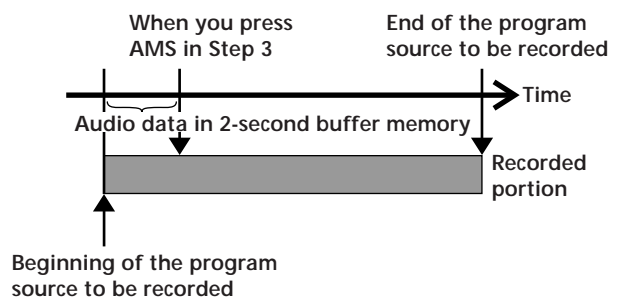 When you press
AMS in Step 3
End of the program
source to be recorded
Time
Audio data in 2-second buffer memory
Recorded
portion
Beginning of the program
source to be recorded